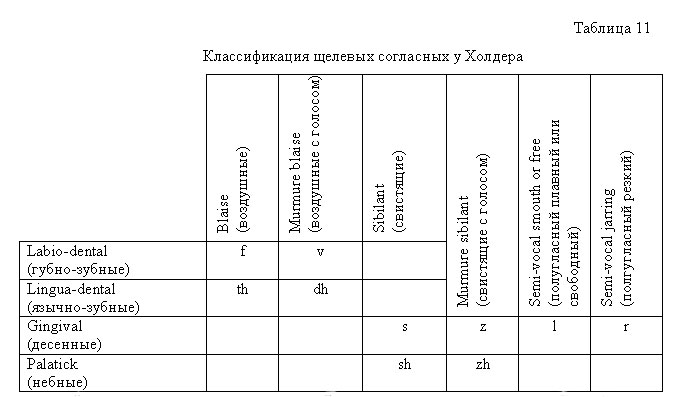 Таблица 11
Классификация щелевых согласных у Холдера
Blaise
(воздушные)
Murmure blaise
(воздушные с голосом)
Sibilant
(свистящие)
Murmure sibilant
(свистящие с голосом)
Semi-vocal smouth or free
(полугласный плавный или
свободный)
Semi-vocal jarring
(полгугласный резкий)
Labio-dental
(губно-зубные)
f v
Lingua-dental
(язычно-зубные)
th dh
Gingival
(десенные)
s z l r
Palatick
(небные)
sh zh